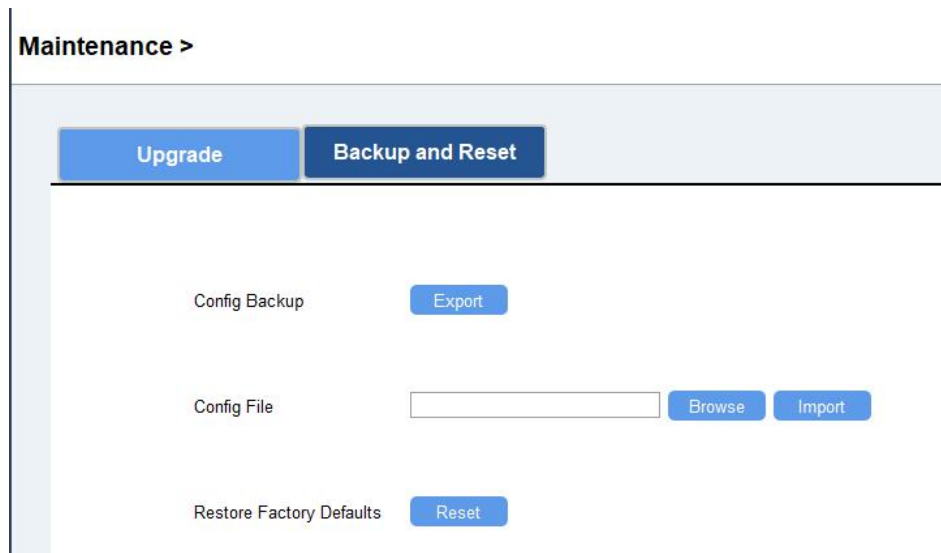 Maintenance >
Upgrade Backup and Reset
Config Backup Export
Config File Browse Import
Restore Factory Defaults Reset